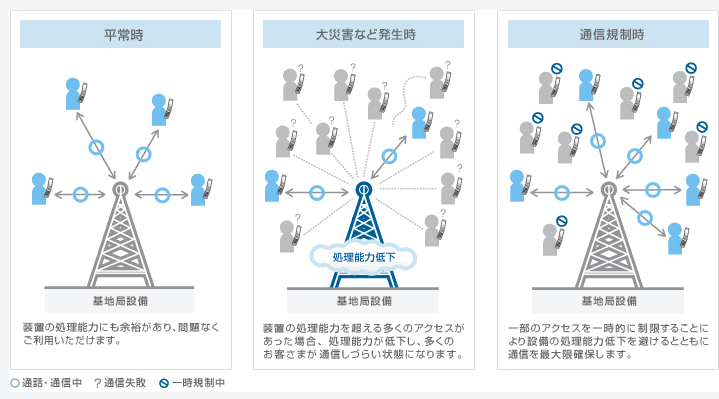 平常時
基地局設備
装置の処理能力にも余裕があり、問題なく
ご利用いただけます。
大災害など発生時
?
?
?
?
?
?
?
?
?
?
処理能力低下
基地局設備
装置の処理能力を超える多くのアクセスが
あった場合、処理能力が低下し、多くの
お客さまが通信しづらい状態になります。
通信規制時
基地局設備
一部のアクセスを一時的に制限することに
より設備の処理能力低下を避けるとともに
通信を最大限確保します。
通話・通信中 ?通信失敗 一時規制中